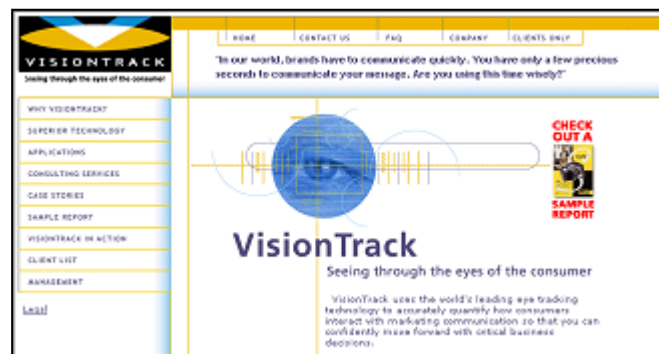 HOME
CONTACT US
FAQ
COMPANY
CLIENTS ONLY
VISIONTRACK
Seeing through the eyes of the consumer
"In our world, brands have to communicate quickly. You have only a few precious
seconds to communicate your message. Are you using this time wisely?"
WHY VISIONTRACK?
SUPERIOR TECHNOLOGY
APPLICATIONS
CONSULTING SERVICES
CASE STORIES
SAMPLE REPORT
VISIONTRACK IN ACTION
CLIENT LIST
MANAGEMENT
Legal
CHECK
OUT A
SAMPLE
REPORT
VisionTrack
Seeing through the eyes of the consumer
VisionTrack uses the world's leading eye tracking
technology to accurately quantify how consumers
interact with marketing communication so that you can
confidently move forward with critical business
decisions.